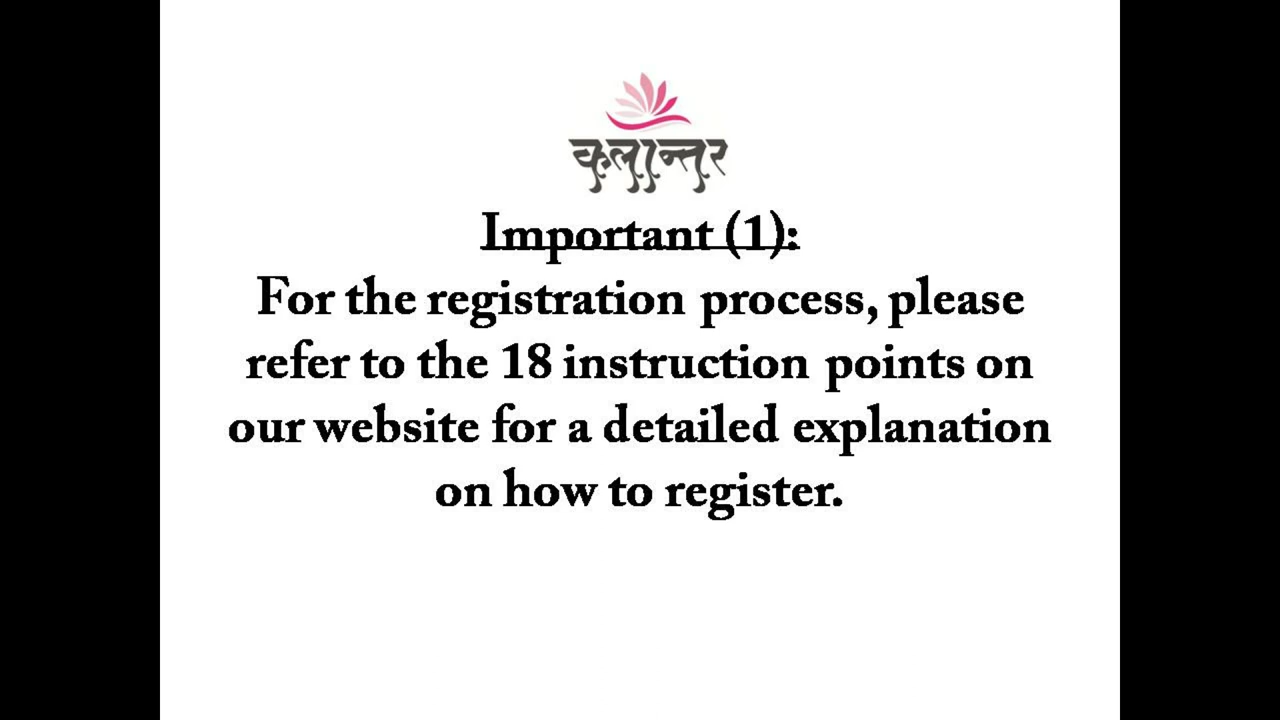 कलान्तर
Important (1):
For the registration process, please
refer to the 18 instruction points on
our website for a detailed explanation
on how to register.